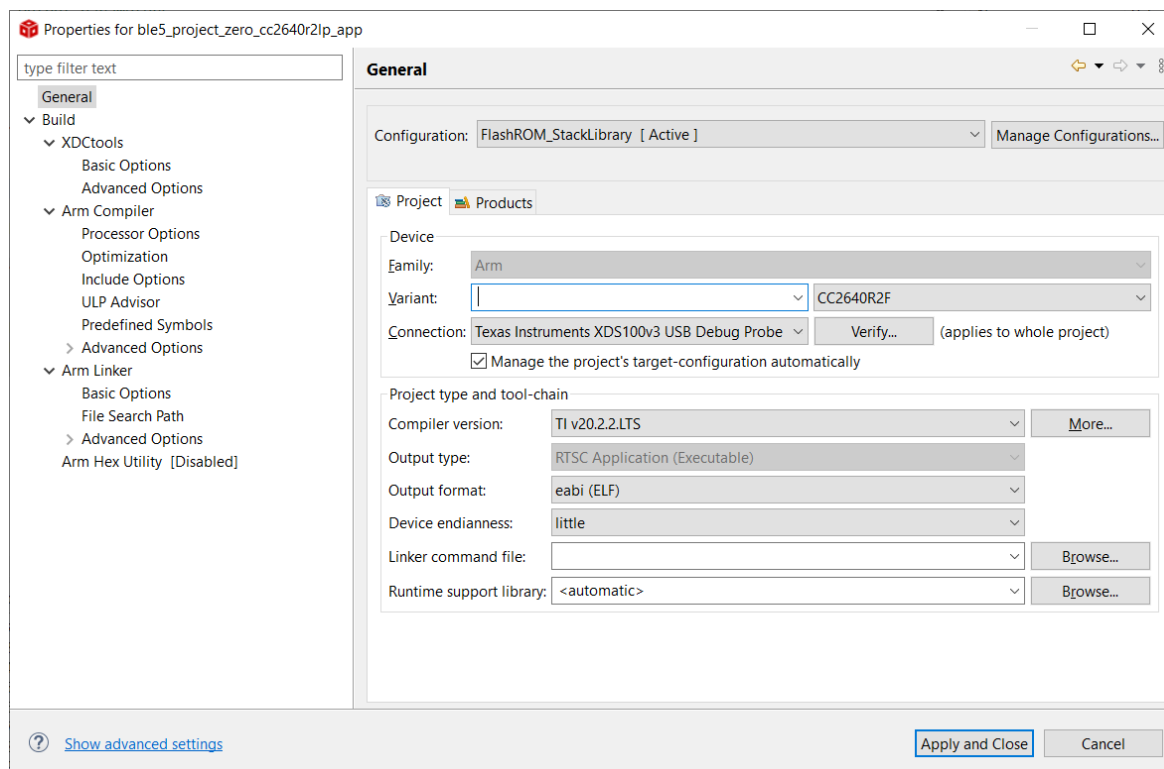 Properties for ble5_project_zero_cc2640r2lp_app
type filter text
General
Build
XDCtools
Basic Options
Advanced Options
Arm Compiler
Processor Options
Optimization
Include Options
ULP Advisor
Predefined Symbols
Advanced Options
Arm Linker
Basic Options
File Search Path
Advanced Options
Arm Hex Utility [Disabled]
General
Configuration: FlashROM_StackLibrary [ Active ] Manage Configurations...
Project Products
Device
Family: Arm
Variant: CC2640R2F
Connection: Texas Instruments XDS100v3 USB Debug Probe Verify... (applies to whole project)
Manage the project's target-configuration automatically
Project type and tool-chain
Compiler version: TI v20.2.2.LTS More...
Output type: RTSC Application (Executable)
Output format: eabi (ELF)
Device endianness: little
Linker command file: Browse...
Runtime support library: <automatic> Browse...
? Show advanced settings Apply and Close Cancel